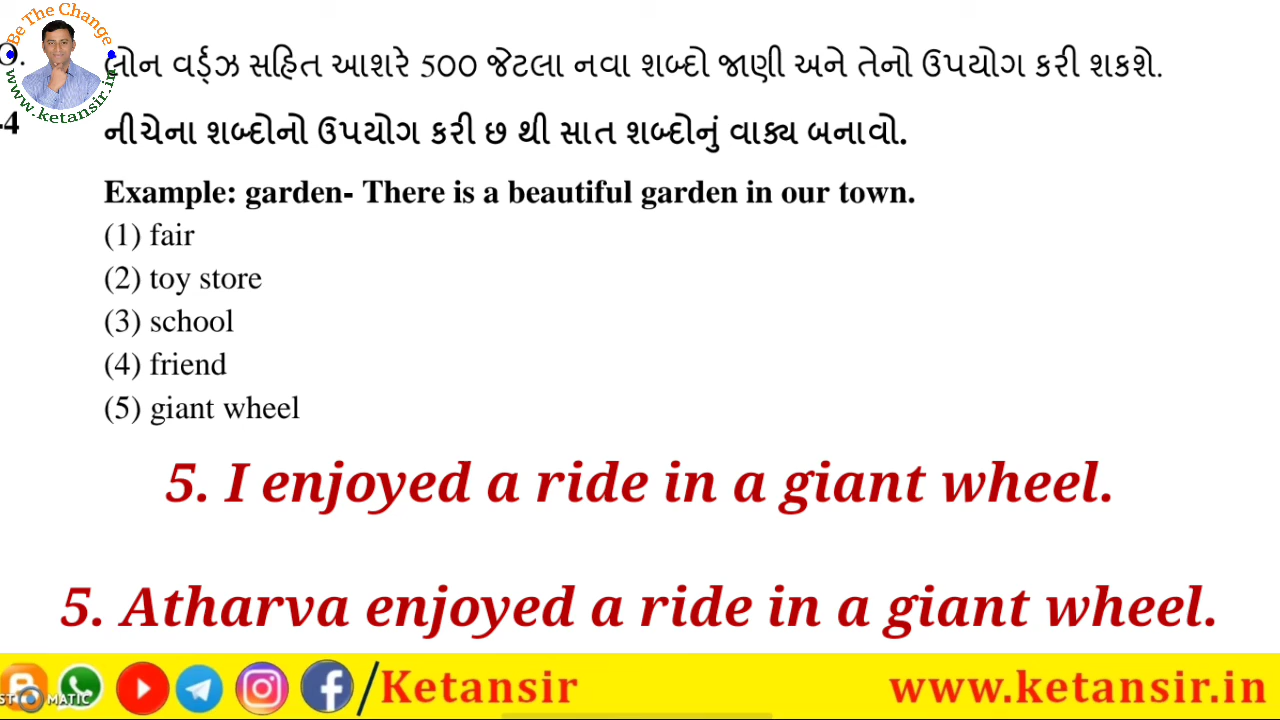 Be The Change
www.ketansir.in
લોન વર્ડ્ઝ સહિત આશરે 500 જેટલા નવા શબ્દો જાણી અને તેનો ઉપયોગ કરી શકશે.
-4
નીચેના શબ્દોનો ઉપયોગ કરી છ થી સાત શબ્દોનું વાક્ય બનાવો.
Example: garden- There is a beautiful garden in our town.
(1) fair
(2) toy store
(3) school
(4) friend
(5) giant wheel
5. I enjoyed a ride in a giant wheel.
5. Atharva enjoyed a ride in a giant wheel.
/Ketansir
www.ketansir.in